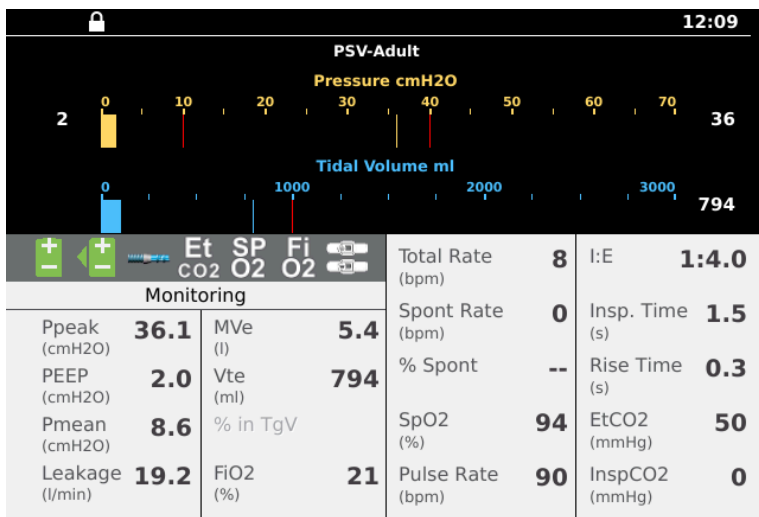 12:09
PSV-Adult
Pressure cmH2O
0 10 20 30 40 50 60 70
2 36
Tidal Volume ml
0 1000 2000 3000
794
Et CO2 SP O2 Fi O2
Monitoring
Ppeak (cmH2O) 36.1
PEEP (cmH2O) 2.0
Pmean (cmH2O) 8.6
Leakage (l/min) 19.2
MVe (l) 5.4
Vte (ml) 794
% in TgV
FiO2 (%) 21
Total Rate (bpm) 8
Spont Rate (bpm) 0
% Spont --
SpO2 (%) 94
Pulse Rate (bpm) 90
I:E 1:4.0
Insp. Time (s) 1.5
Rise Time (s) 0.3
EtCO2 (mmHg) 50
InspCO2 (mmHg) 0